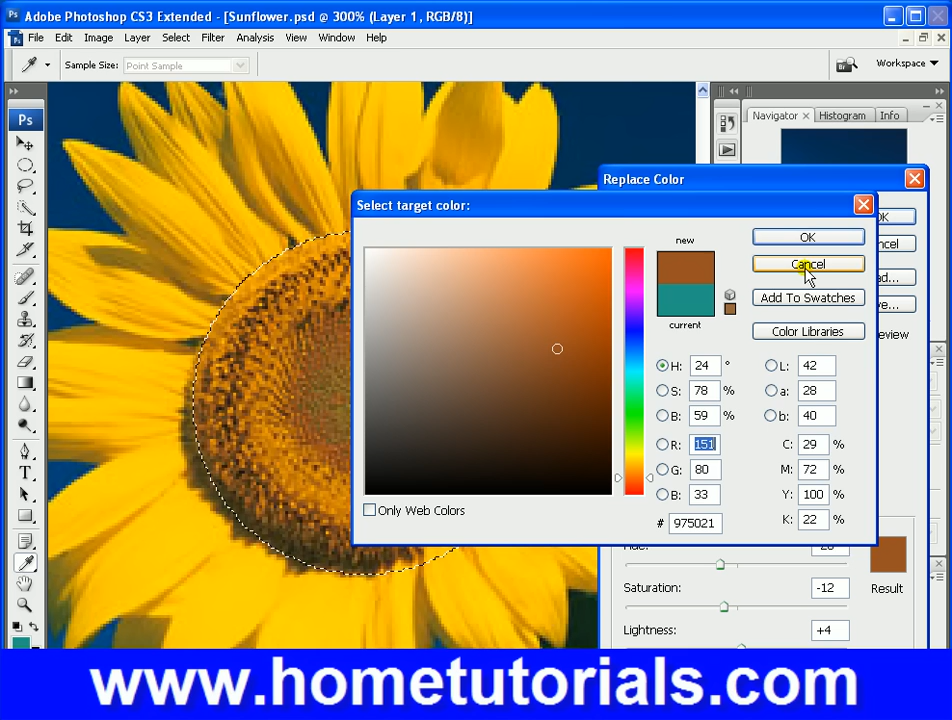 Adobe Photoshop CS3 Extended - [Sunflower.psd @ 300% (Layer 1, RGB/8)]
File Edit Image Layer Select Filter Analysis View Window Help
Sample Size: Point Sample
Workspace
Ps
Navigator × Histogram Info
Replace Color
Select target color:
new
current
OK
Cancel
Add To Swatches
Color Libraries
H: 24 °
S: 78 %
B: 59 %
R: 151
G: 80
B: 33
# 975021
L: 42
a: 28
b: 40
C: 29 %
M: 72 %
Y: 100 %
K: 22 %
Only Web Colors
Saturation: -12
Result
Lightness: +4
www.hometutorials.com